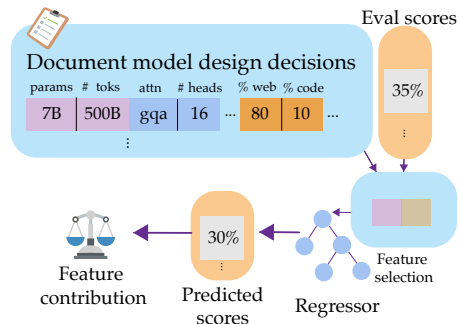 Eval scores
Document model design decisions
params # toks attn # heads % web % code
7B 500B gqa 16 ... 80 10 ...
⋮
35%
⋮
Feature
selection
Regressor
30%
⋮
Predicted
scores
Feature
contribution